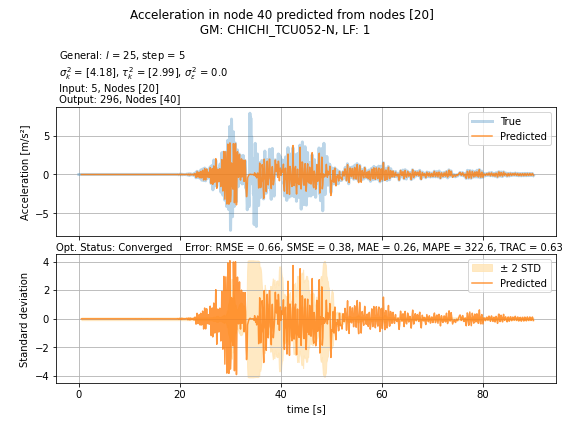 Acceleration in node 40 predicted from nodes [20]
GM: CHICHI_TCU052-N, LF: 1
General: l = 25, step = 5
σ²_k = [4.18], τ²_k = [2.99], σ²_ε = 0.0
Input: 5, Nodes [20]
Output: 296, Nodes [40]
True
Predicted
5
0
−5
Acceleration [m/s²]
Opt. Status: Converged Error: RMSE = 0.66, SMSE = 0.38, MAE = 0.26, MAPE = 322.6, TRAC = 0.63
± 2 STD
Predicted
4
2
0
−2
−4
Standard deviation
0 20 40 60 80
time [s]